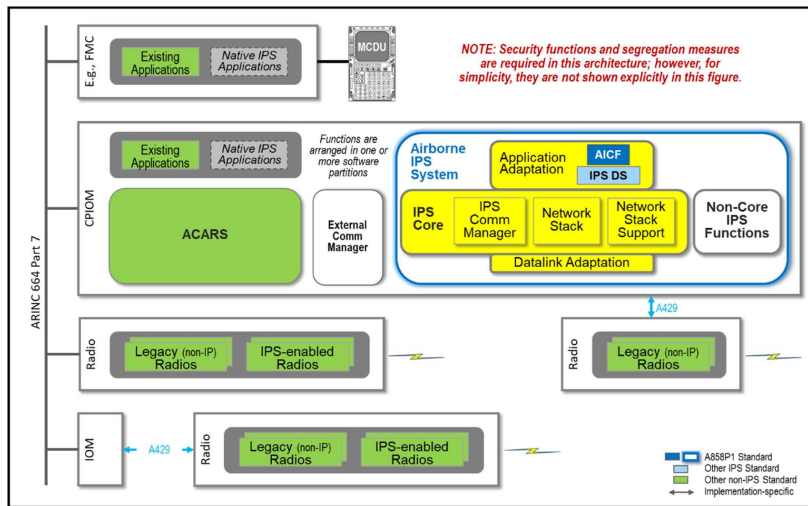 E.g., FMC
Existing
Applications
Native IPS
Applications
MCDU
NOTE: Security functions and segregation measures
are required in this architecture; however, for
simplicity, they are not shown explicitly in this figure.
ARINC 664 Part 7
CPIOM
Existing
Applications
Native IPS
Applications
Functions are
arranged in one or
more software
partitions
ACARS
External
Comm
Manager
Airborne
IPS
System
Application
Adaptation
AICF
IPS DS
IPS
Core
IPS
Comm
Manager
Network
Stack
Network
Stack
Support
Datalink Adaptation
Non-Core
IPS
Functions
A429
Radio
Legacy (non-IP)
Radios
IPS-enabled
Radios
Radio
Legacy (non-IP)
Radios
IOM
A429
Radio
Legacy (non-IP)
Radios
IPS-enabled
Radios
A858P1 Standard
Other IPS Standard
Other non-IPS Standard
Implementation-specific